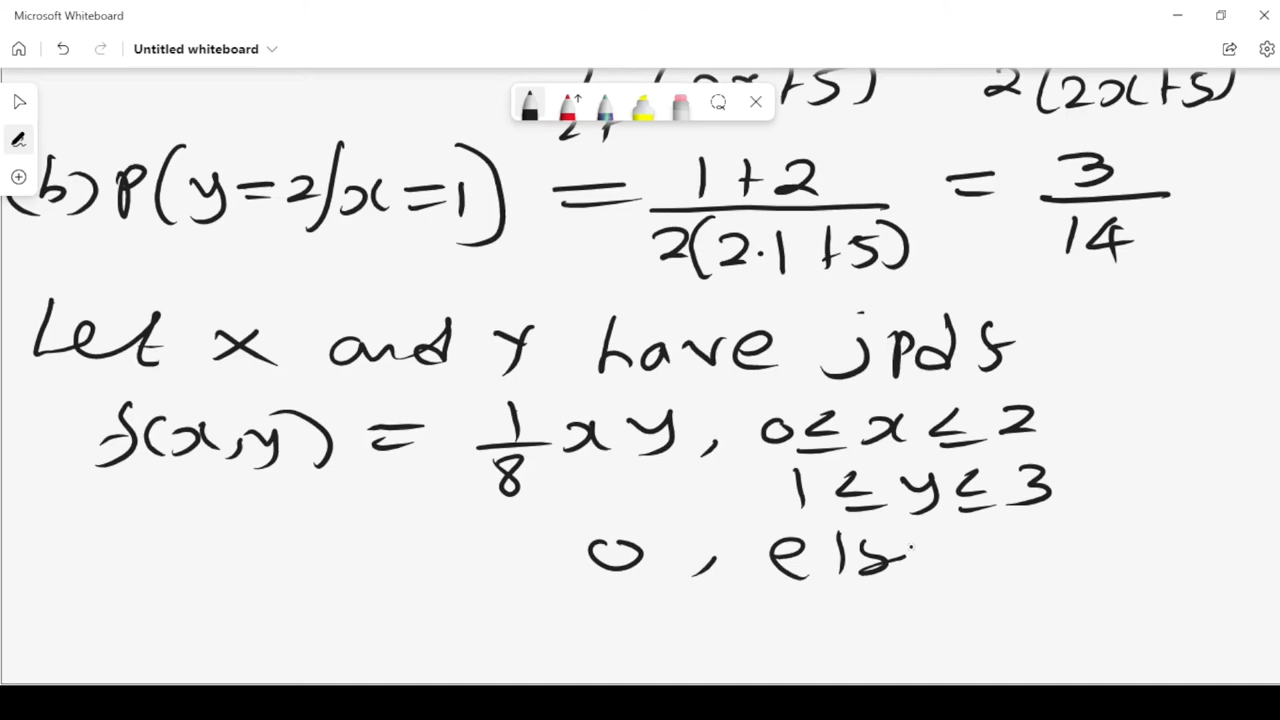 Microsoft Whiteboard
Untitled whiteboard
+5) 2(2x+5)
(b) P(y=2/x=1) = 1+2 / 2(2·1+5) = 3/14
Let x and y have jpdf
f(x,y) = 1/8 xy, 0≤x≤2
1≤y≤3
0, els